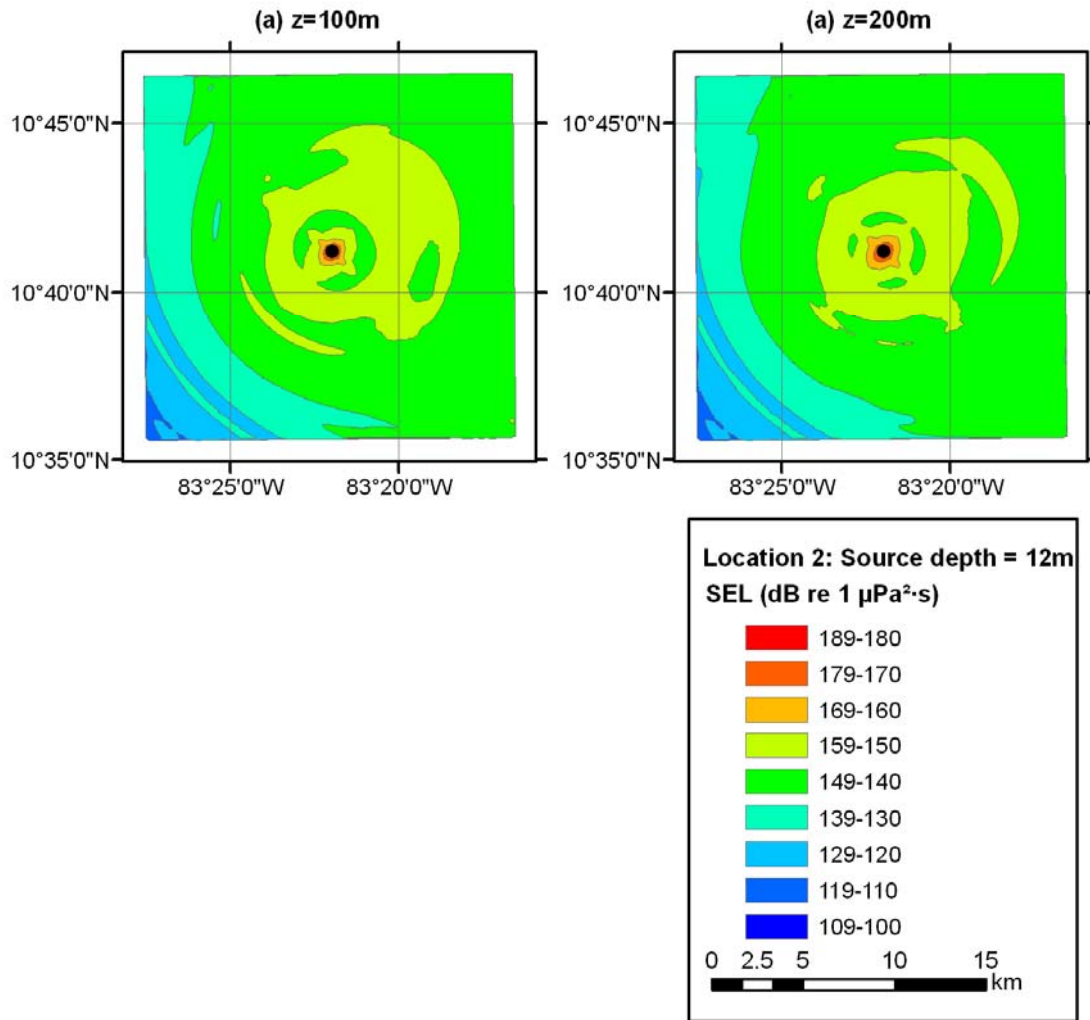 (a) z=100m
(a) z=200m
10°45'0"N
10°40'0"N
10°35'0"N
83°25'0"W 83°20'0"W
10°45'0"N
10°40'0"N
10°35'0"N
83°25'0"W 83°20'0"W
Location 2: Source depth = 12m
SEL (dB re 1 µPa²·s)
189-180
179-170
169-160
159-150
149-140
139-130
129-120
119-110
109-100
0 2.5 5 10 15
km